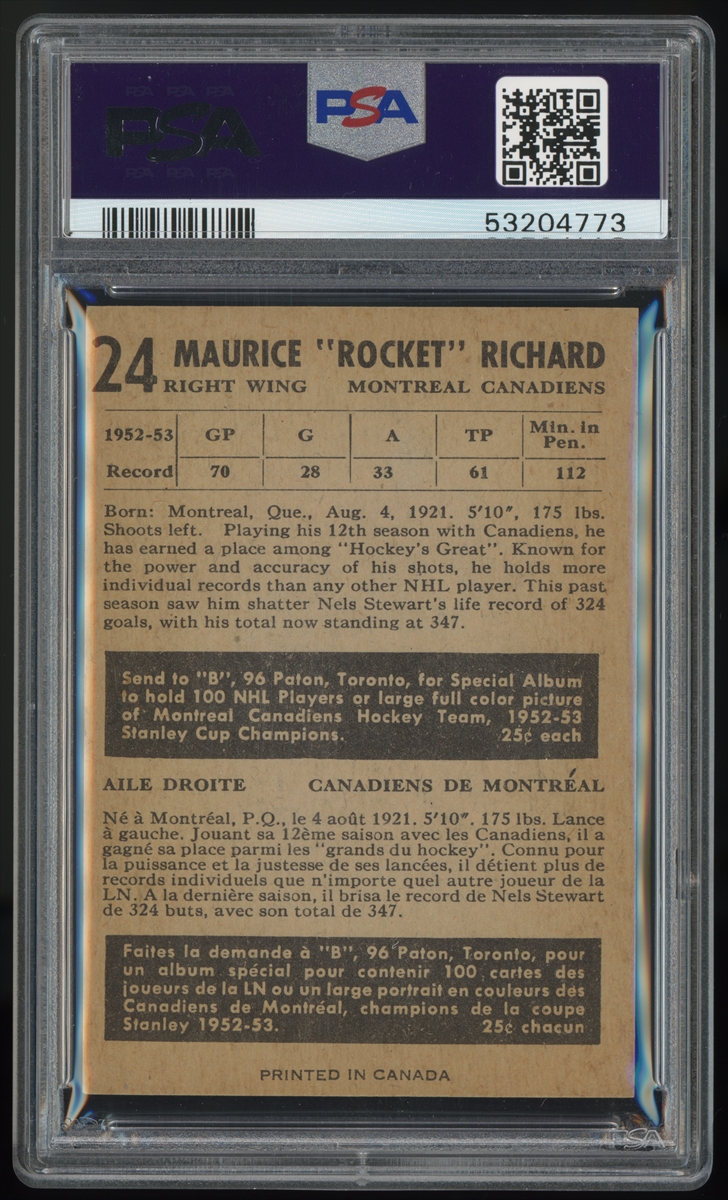 PSA PSA PSA
PSA
PSA PSA PSA
PSA
53204773
24 MAURICE "ROCKET" RICHARD
RIGHT WING MONTREAL CANADIENS
1952-53 GP G A TP Min. in Pen.
Record 70 28 33 61 112
Born: Montreal, Que., Aug. 4, 1921. 5'10", 175 lbs.
Shoots left. Playing his 12th season with Canadiens, he
has earned a place among "Hockey's Great". Known for
the power and accuracy of his shots, he holds more
individual records than any other NHL player. This past
season saw him shatter Nels Stewart's life record of 324
goals, with his total now standing at 347.
Send to "B", 96 Paton, Toronto, for Special Album
to hold 100 NHL Players or large full color picture
of Montreal Canadiens Hockey Team, 1952-53
Stanley Cup Champions. 25¢ each
AILE DROITE CANADIENS DE MONTRÉAL
Né à Montréal, P.Q., le 4 août 1921. 5'10". 175 lbs. Lance
à gauche. Jouant sa 12ème saison avec les Canadiens, il a
gagné sa place parmi les "grands du hockey". Connu pour
la puissance et la justesse de ses lancées, il détient plus de
records individuels que n'importe quel autre joueur de la
LN. A la dernière saison, il brisa le record de Nels Stewart
de 324 buts, avec son total de 347.
Faites la demande à "B", 96 Paton, Toronto, pour
un album spécial pour contenir 100 cartes des
joueurs de la LN ou un large portrait en couleurs des
Canadiens de Montréal, champions de la coupe
Stanley 1952-53. 25¢ chacun
PRINTED IN CANADA
PSA